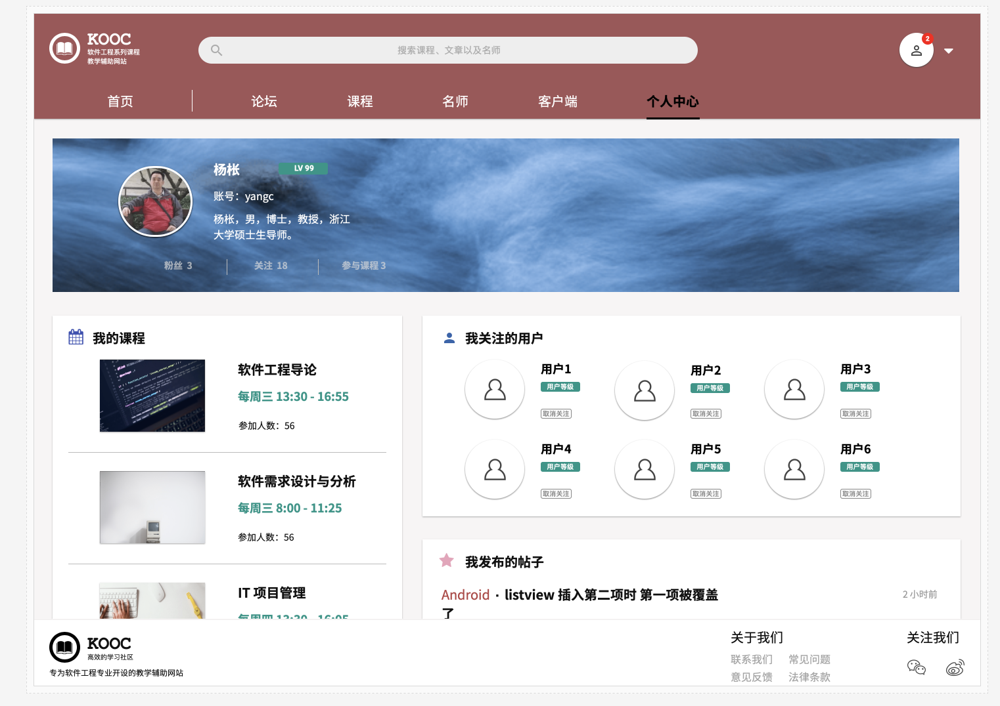 KOOC
软件工程系列课程
教学辅助网站
搜索课程、文章以及名师
2
首页
论坛
课程
名师
客户端
个人中心
杨枨
LV 99
账号：yangc
杨枨，男，博士，教授，浙江
大学硕士生导师。
粉丝 3
关注 18
参与课程 3
我的课程
软件工程导论
每周三 13:30 - 16:55
参加人数：56
软件需求设计与分析
每周三 8:00 - 11:25
参加人数：56
IT 项目管理
每周四 13:30 - 16:05
我关注的用户
用户1
用户等级
取消关注
用户2
用户等级
取消关注
用户3
用户等级
取消关注
用户4
用户等级
取消关注
用户5
用户等级
取消关注
用户6
用户等级
取消关注
我发布的帖子
Android · listview 插入第二项时 第一项被覆盖
了
2 小时前
KOOC
高效的学习社区
专为软件工程专业开设的教学辅助网站
关于我们
联系我们 常见问题
意见反馈 法律条款
关注我们